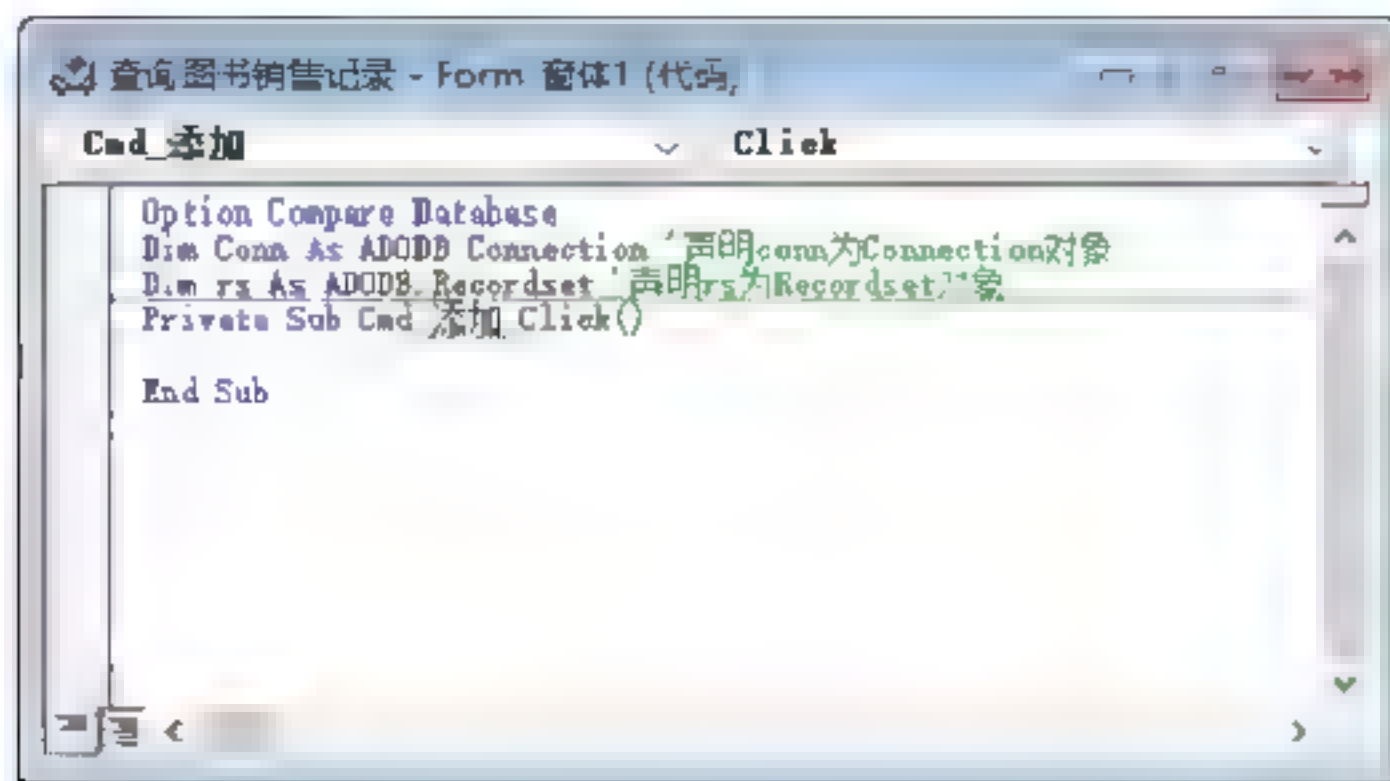 查询图书销售记录 - Form 窗体1 (代码)
Cmd_添加 Click
Option Compare Database
Dim Conn As ADODB.Connection '声明conn为Connection对象
Dim rs As ADODB.Recordset '声明rs为Recordset对象
Private Sub Cmd_添加_Click()
End Sub